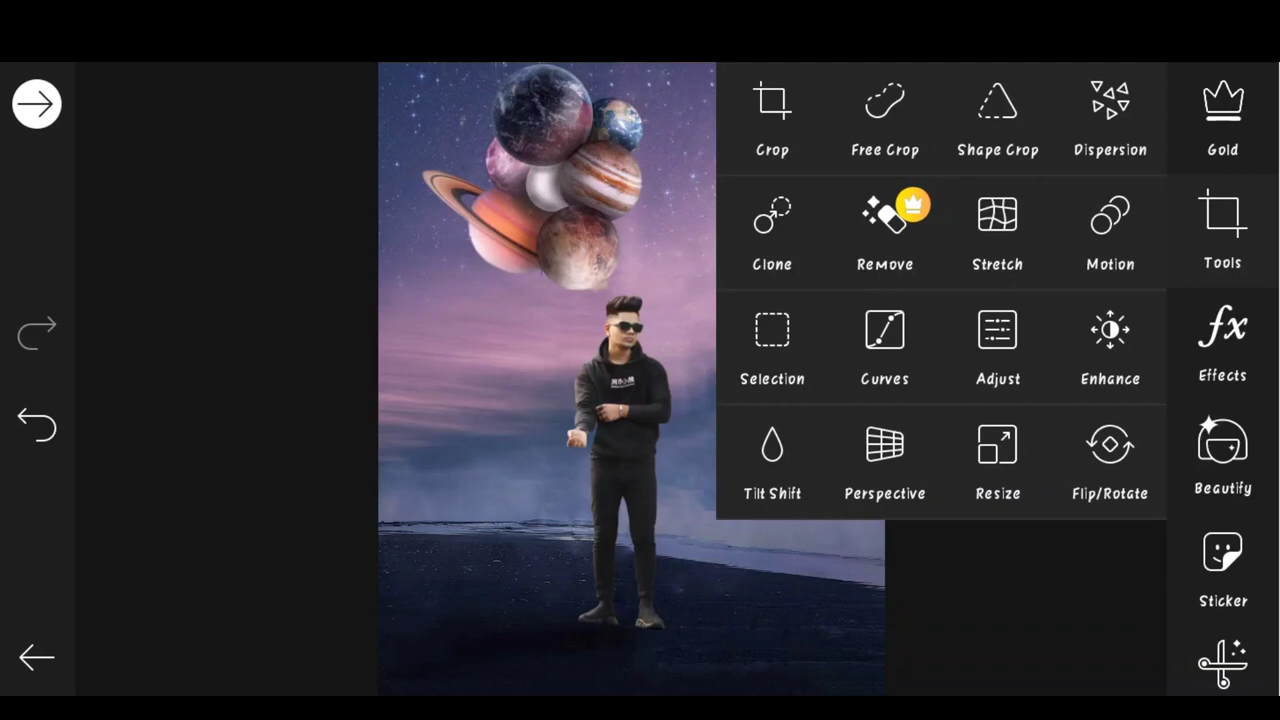 Crop Free Crop Shape Crop Dispersion Gold
Clone Remove Stretch Motion Tools
Selection Curves Adjust Enhance Effects
Tilt Shift Perspective Resize Flip/Rotate Beautify
Sticker